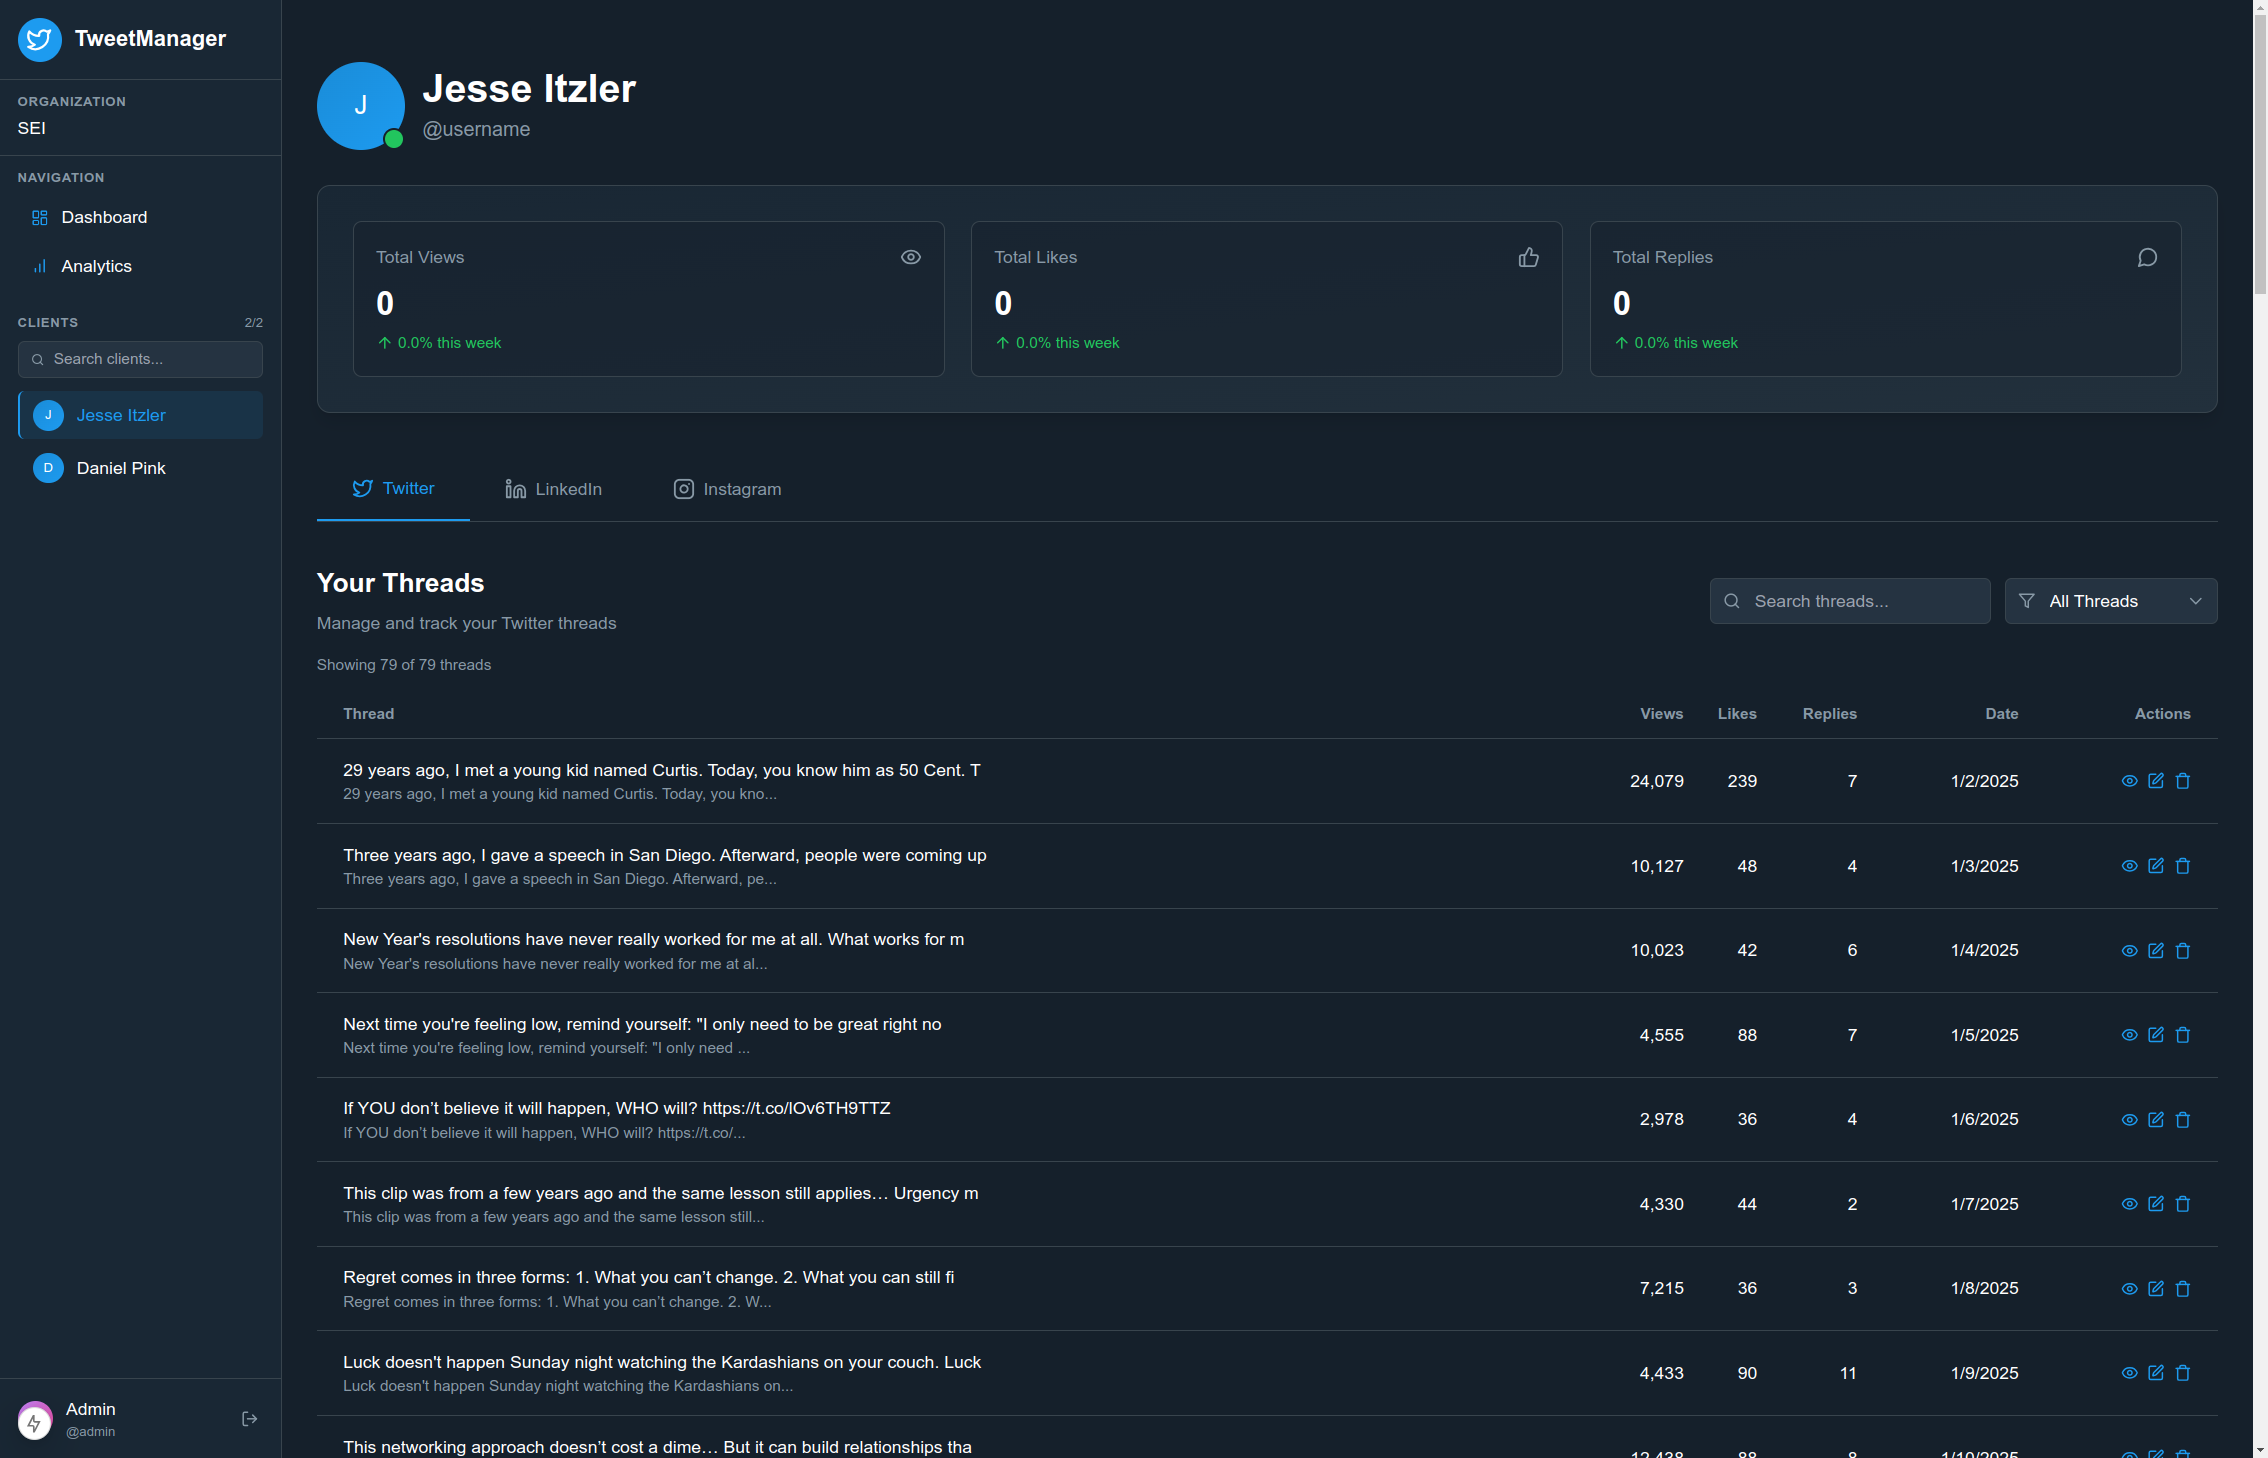 TweetManager
ORGANIZATION
SEI
NAVIGATION
Dashboard
Analytics
CLIENTS 2/2
Search clients...
J Jesse Itzler
D Daniel Pink
Admin
@admin
J
Jesse Itzler
@username
Total Views
0
0.0% this week
Total Likes
0
0.0% this week
Total Replies
0
0.0% this week
Twitter LinkedIn Instagram
Your Threads
Manage and track your Twitter threads
Search threads... All Threads
Showing 79 of 79 threads
Thread Views Likes Replies Date Actions
29 years ago, I met a young kid named Curtis. Today, you know him as 50 Cent. T
29 years ago, I met a young kid named Curtis. Today, you kno...
24,079 239 7 1/2/2025
Three years ago, I gave a speech in San Diego. Afterward, people were coming up
Three years ago, I gave a speech in San Diego. Afterward, pe...
10,127 48 4 1/3/2025
New Year's resolutions have never really worked for me at all. What works for m
New Year's resolutions have never really worked for me at al...
10,023 42 6 1/4/2025
Next time you're feeling low, remind yourself: "I only need to be great right no
Next time you're feeling low, remind yourself: "I only need ...
4,555 88 7 1/5/2025
If YOU don’t believe it will happen, WHO will? https://t.co/lOv6TH9TTZ
If YOU don’t believe it will happen, WHO will? https://t.co/...
2,978 36 4 1/6/2025
This clip was from a few years ago and the same lesson still applies… Urgency m
This clip was from a few years ago and the same lesson still...
4,330 44 2 1/7/2025
Regret comes in three forms: 1. What you can’t change. 2. What you can still fi
Regret comes in three forms: 1. What you can’t change. 2. W...
7,215 36 3 1/8/2025
Luck doesn't happen Sunday night watching the Kardashians on your couch. Luck
Luck doesn't happen Sunday night watching the Kardashians on...
4,433 90 11 1/9/2025
This networking approach doesn’t cost a dime… But it can build relationships tha
12,438 88 8 1/10/2025